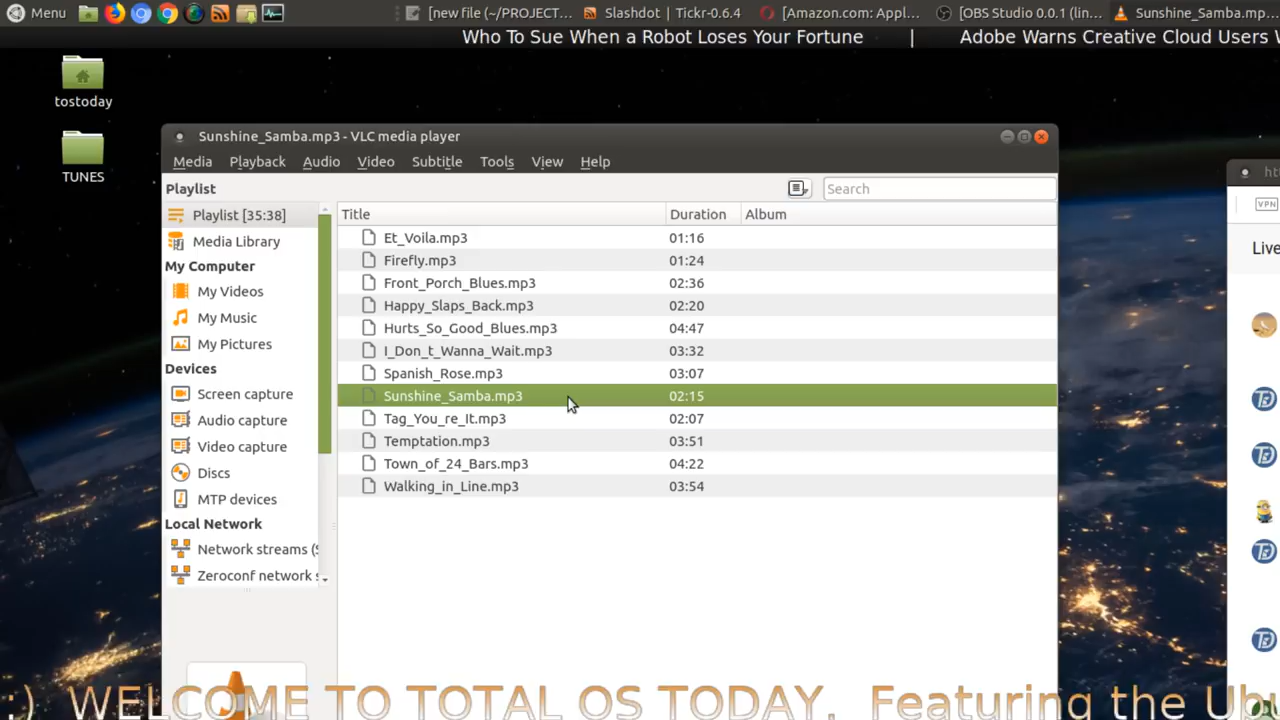 Menu [new file (~/PROJECT... Slashdot | Tickr-0.6.4 [Amazon.com: Appl... [OBS Studio 0.0.1 (lin... Sunshine_Samba.mp...
Who To Sue When a Robot Loses Your Fortune | Adobe Warns Creative Cloud Users
tostoday
TUNES
Sunshine_Samba.mp3 - VLC media player
Media Playback Audio Video Subtitle Tools View Help
Playlist
Search
Playlist [35:38]
Media Library
My Computer
My Videos
My Music
My Pictures
Devices
Screen capture
Audio capture
Video capture
Discs
MTP devices
Local Network
Network streams (
Zeroconf network
Title Duration Album
Et_Voila.mp3 01:16
Firefly.mp3 01:24
Front_Porch_Blues.mp3 02:36
Happy_Slaps_Back.mp3 02:20
Hurts_So_Good_Blues.mp3 04:47
I_Don_t_Wanna_Wait.mp3 03:32
Spanish_Rose.mp3 03:07
Sunshine_Samba.mp3 02:15
Tag_You_re_It.mp3 02:07
Temptation.mp3 03:51
Town_of_24_Bars.mp3 04:22
Walking_in_Line.mp3 03:54
VPN
Live
:) WELCOME TO TOTAL OS TODAY. Featuring the Ubu